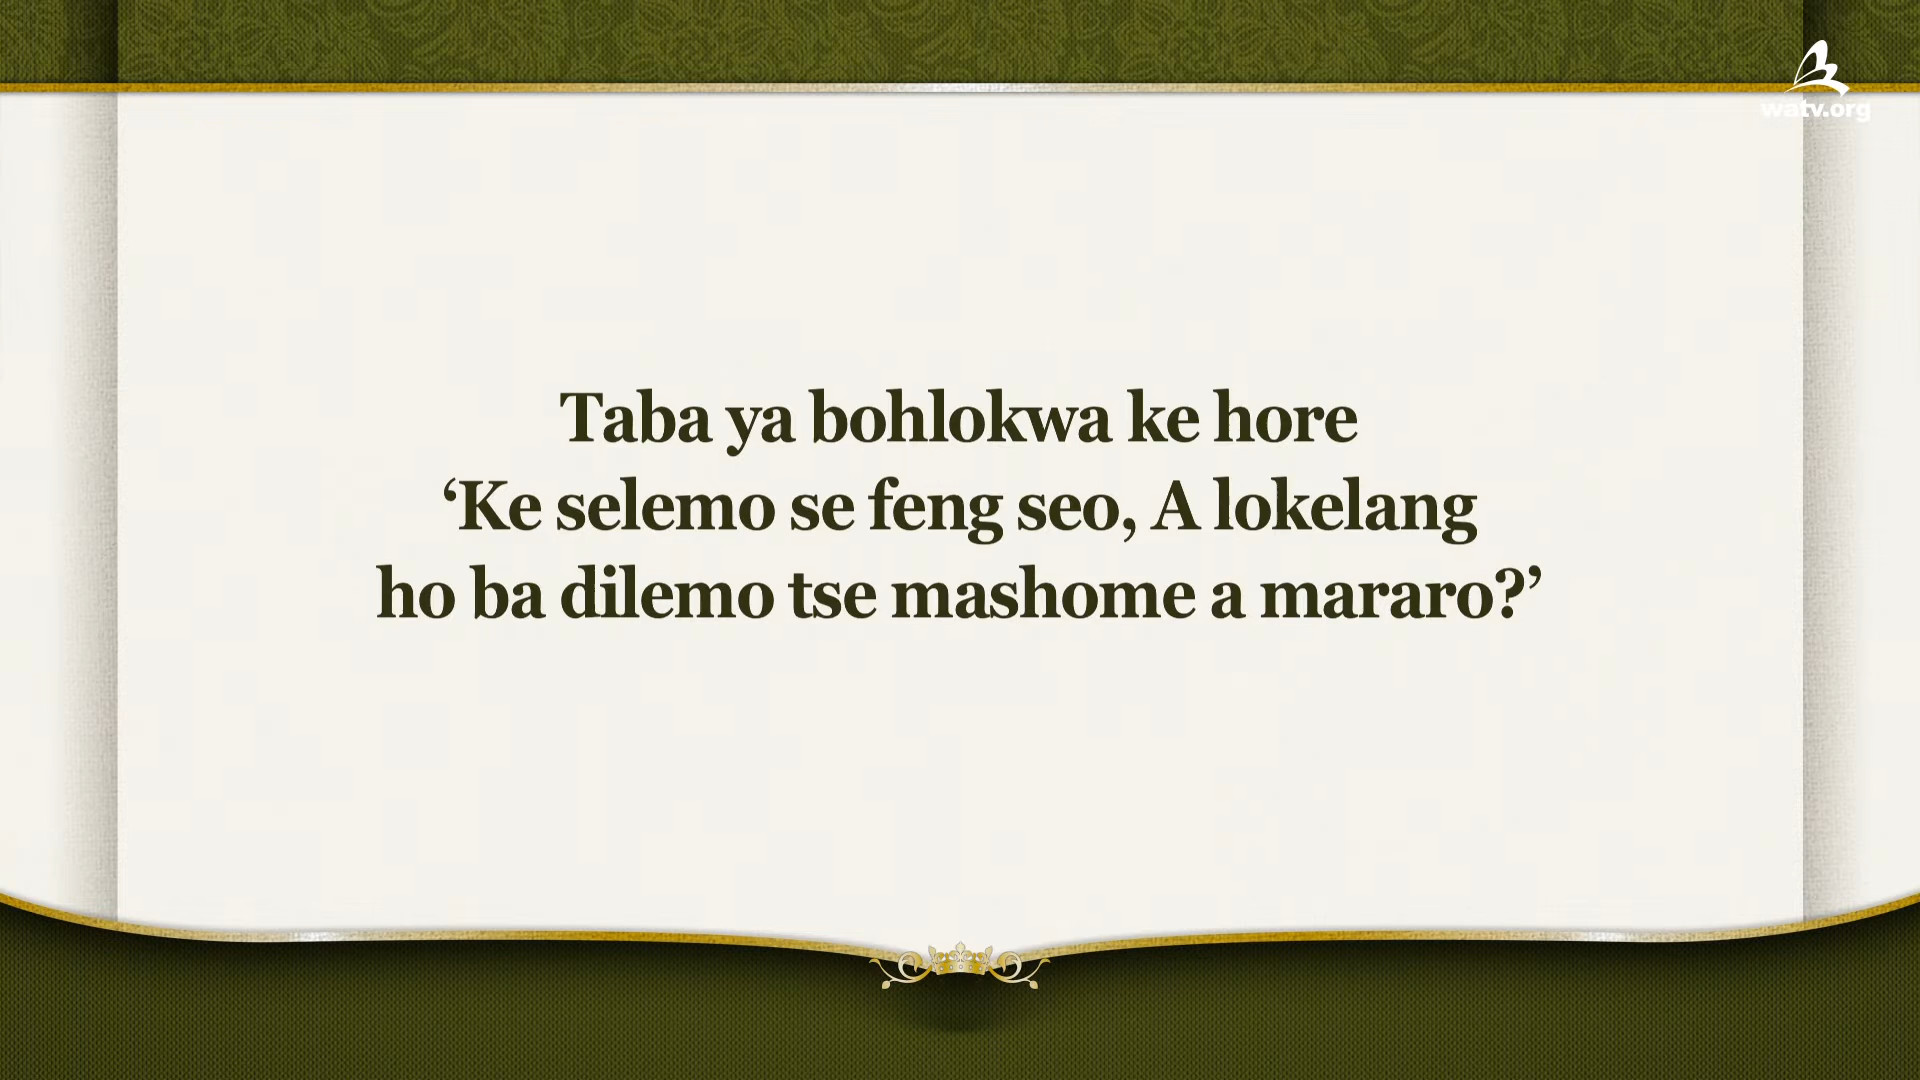 watv.org
Taba ya bohlokwa ke hore
‘Ke selemo se feng seo, A lokelang
ho ba dilemo tse mashome a mararo?’